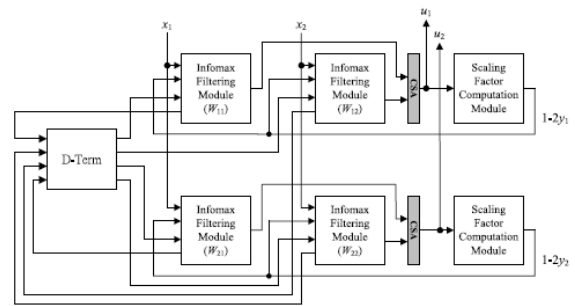 x₁ x₂ u₁
u₂
Infomax Filtering Module (W₁₁)
Infomax Filtering Module (W₁₂)
CSA
Scaling Factor Computation Module
1-2y₁
D-Term
Infomax Filtering Module (W₂₁)
Infomax Filtering Module (W₂₂)
CSA
Scaling Factor Computation Module
1-2y₂